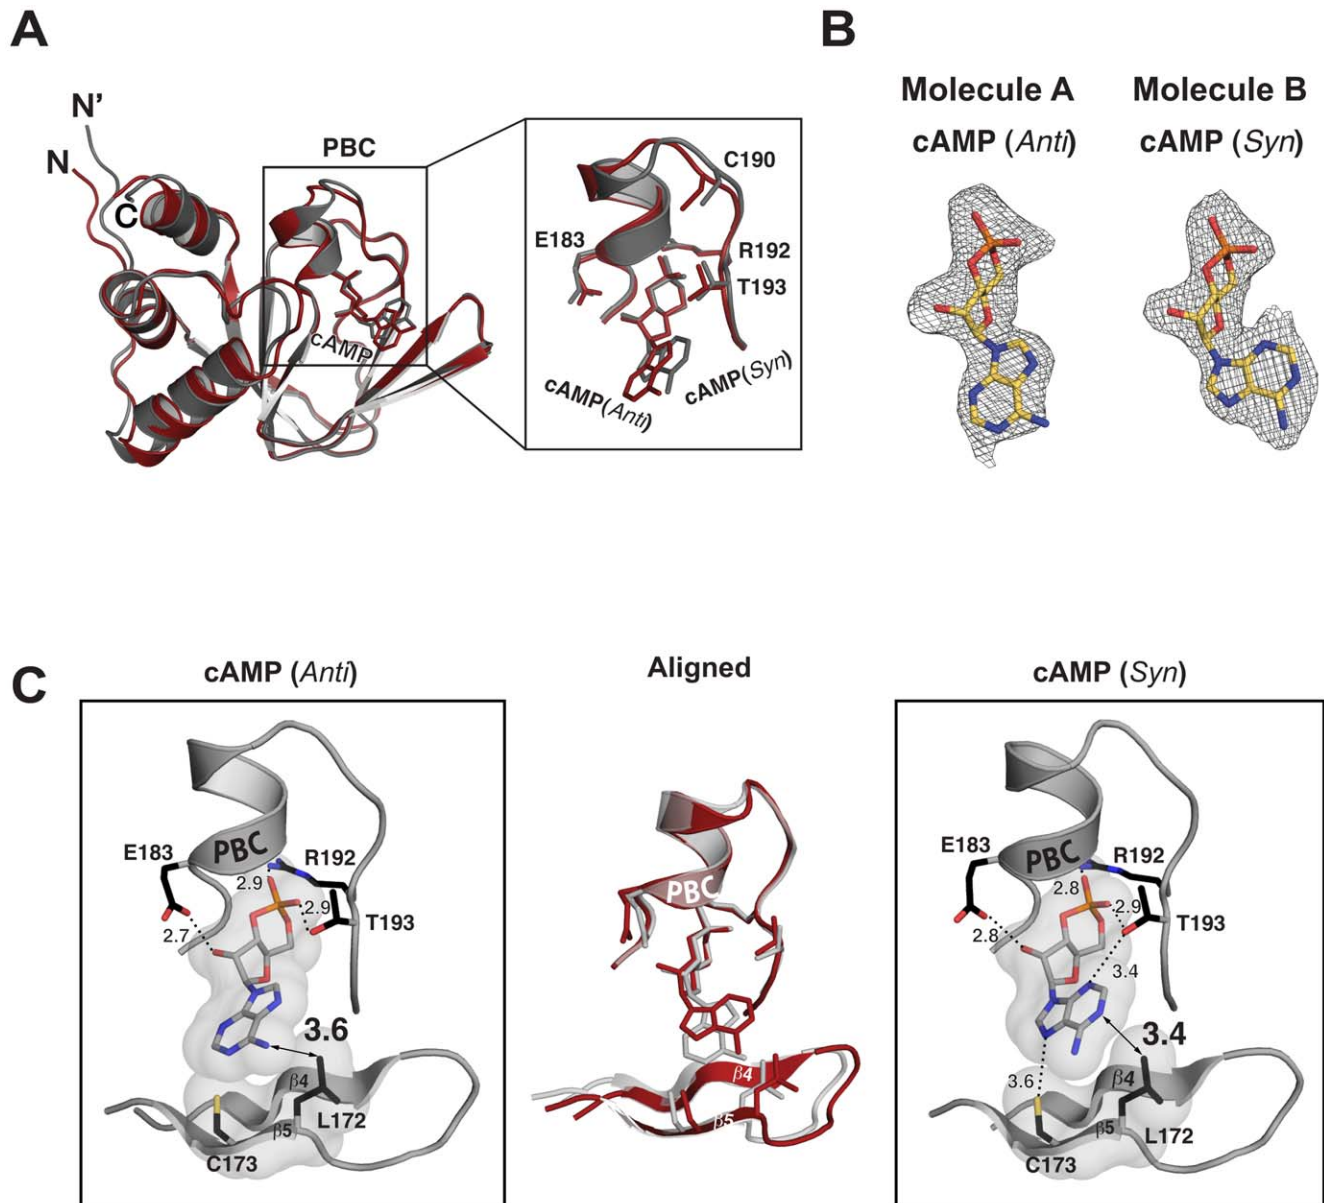 A
N'
N
C
PBC
cAMP
C190
E183
R192
T193
cAMP(Syn)
cAMP(Anti)
B
Molecule A
Molecule B
cAMP (Anti)
cAMP (Syn)
C
cAMP (Anti)
E183
PBC
R192
2.9
2.9
T193
2.7
3.6
β4
L172
β5
C173
Aligned
PBC
β4
β5
cAMP (Syn)
E183
PBC
R192
2.8
2.9
T193
2.8
3.4
3.4
3.6
β4
β5
L172
C173